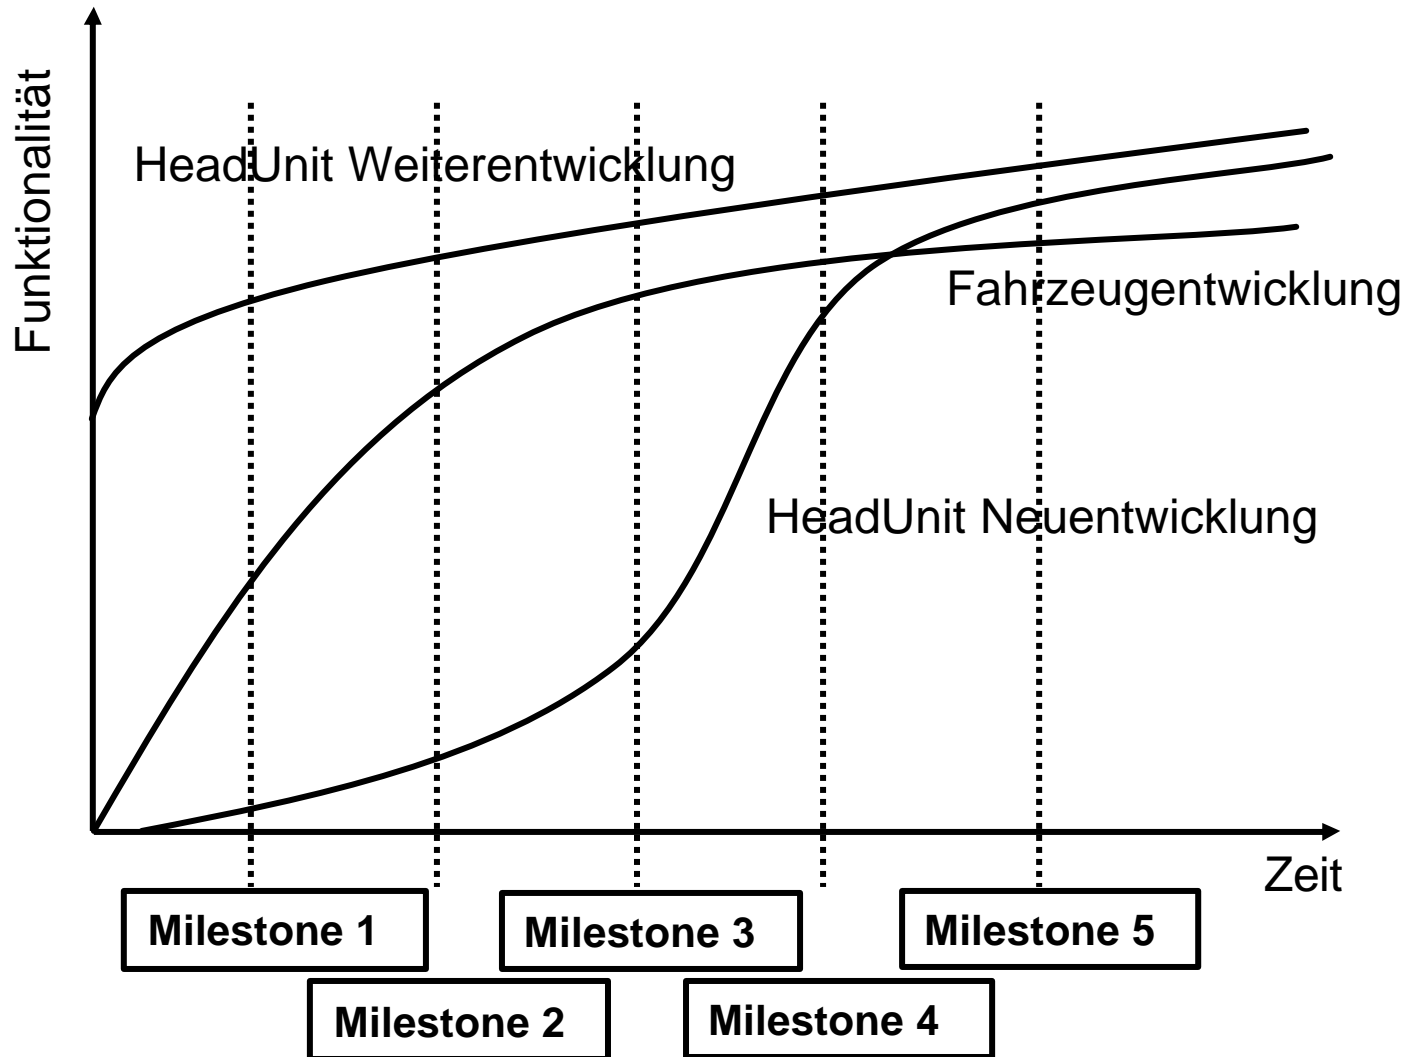 Funktionalität
HeadUnit Weiterentwicklung
Fahrzeugentwicklung
HeadUnit Neuentwicklung
Zeit
Milestone 1
Milestone 3
Milestone 5
Milestone 2
Milestone 4